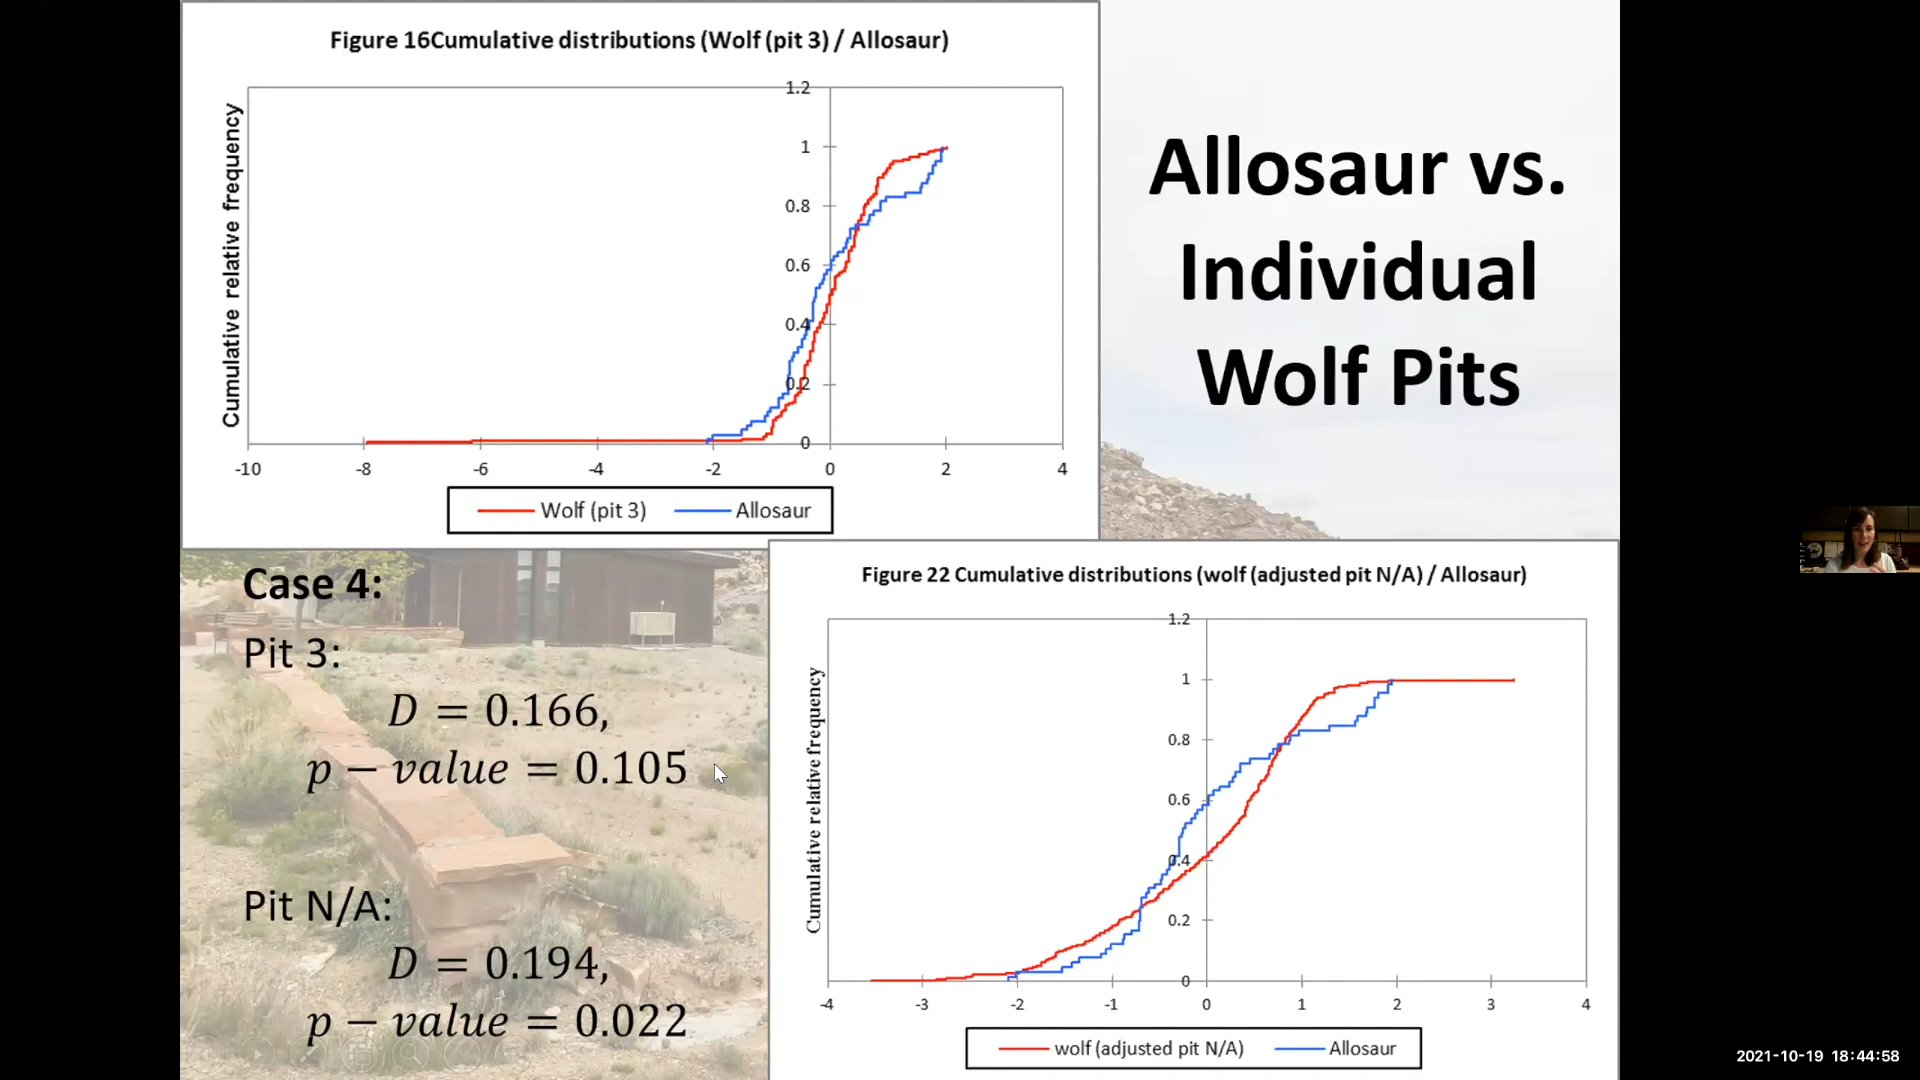 Figure 16Cumulative distributions (Wolf (pit 3) / Allosaur)
Cumulative relative frequency
1.2
1
0.8
0.6
0.4
0.2
0
-10 -8 -6 -4 -2 0 2 4
Wolf (pit 3) Allosaur
Allosaur vs.
Individual
Wolf Pits
Case 4:
Pit 3:
D = 0.166,
p − value = 0.105
Pit N/A:
D = 0.194,
p − value = 0.022
Figure 22 Cumulative distributions (wolf (adjusted pit N/A) / Allosaur)
Cumulative relative frequency
1.2
1
0.8
0.6
0.4
0.2
0
-4 -3 -2 -1 0 1 2 3 4
wolf (adjusted pit N/A) Allosaur
2021-10-19 18:44:58